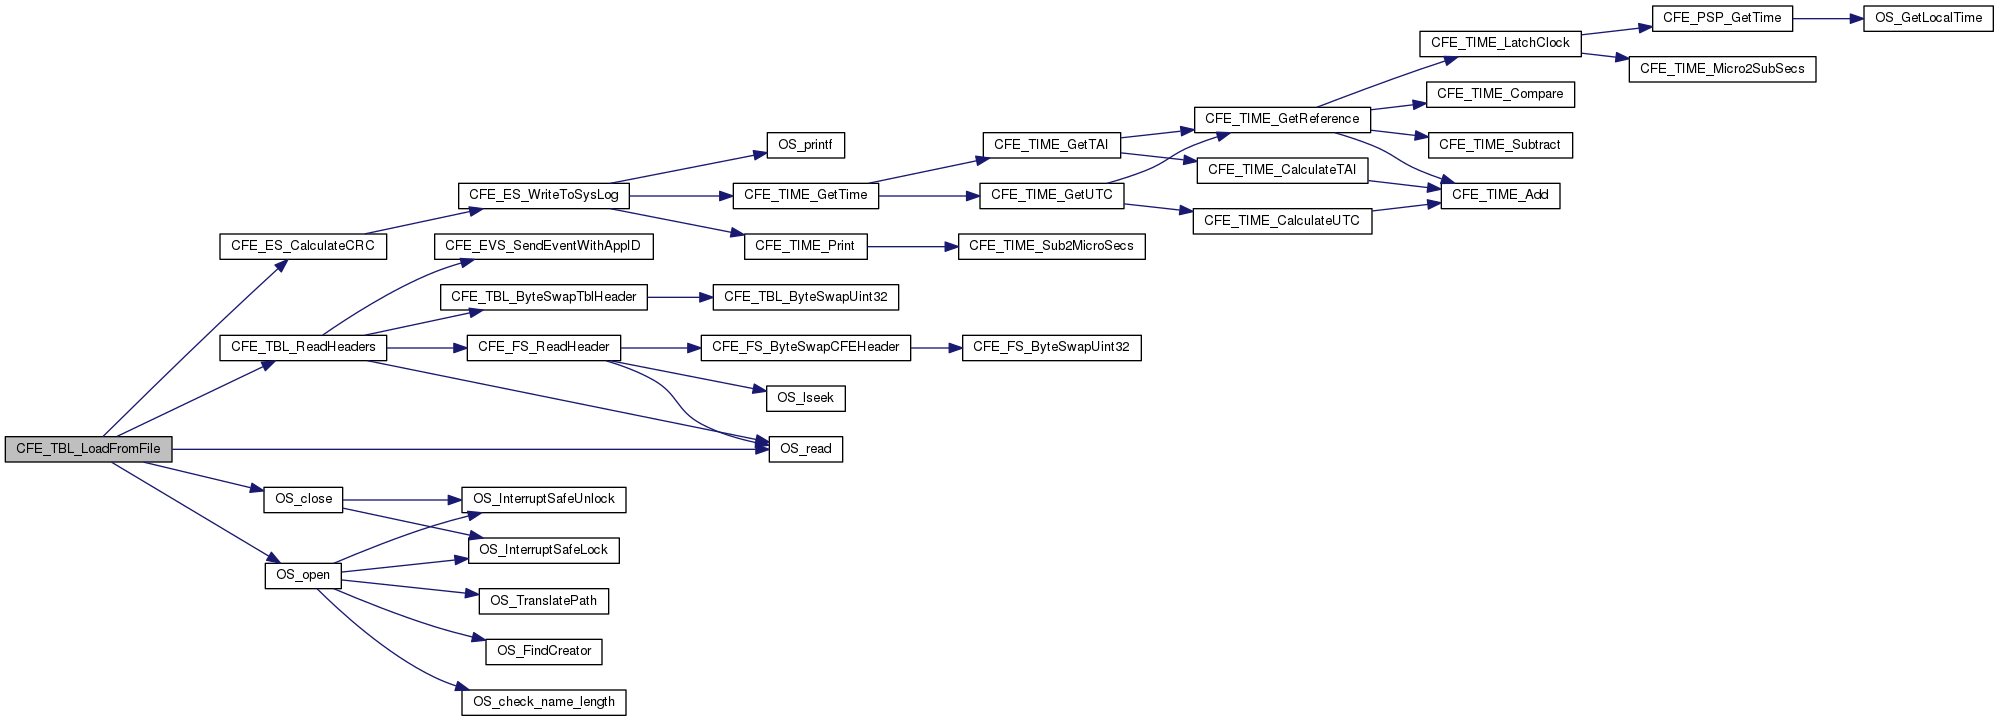 CFE_PSP_GetTime
OS_GetLocalTime
CFE_TIME_LatchClock
CFE_TIME_Micro2SubSecs
CFE_TIME_Compare
CFE_TIME_GetReference
OS_printf
CFE_TIME_GetTAI
CFE_TIME_Subtract
CFE_TIME_CalculateTAI
CFE_ES_WriteToSysLog
CFE_TIME_GetTime
CFE_TIME_GetUTC
CFE_TIME_Add
CFE_TIME_CalculateUTC
CFE_ES_CalculateCRC
CFE_EVS_SendEventWithAppID
CFE_TIME_Print
CFE_TIME_Sub2MicroSecs
CFE_TBL_ByteSwapTblHeader
CFE_TBL_ByteSwapUint32
CFE_TBL_ReadHeaders
CFE_FS_ReadHeader
CFE_FS_ByteSwapCFEHeader
CFE_FS_ByteSwapUint32
OS_lseek
CFE_TBL_LoadFromFile
OS_read
OS_close
OS_InterruptSafeUnlock
OS_InterruptSafeLock
OS_open
OS_TranslatePath
OS_FindCreator
OS_check_name_length